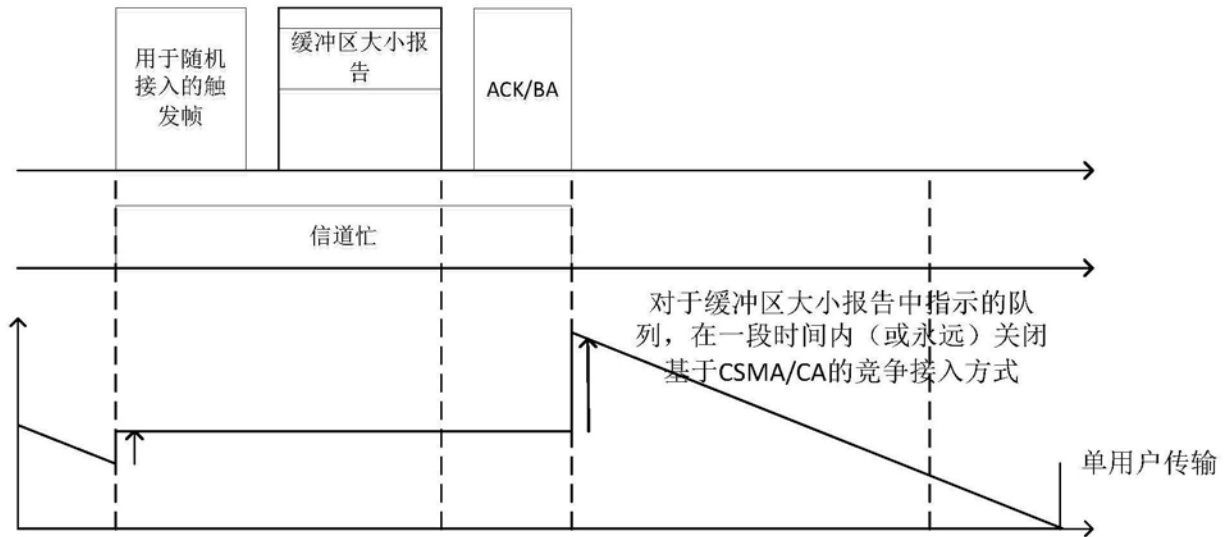 用于随机
接入的触
发帧
缓冲区大小报
告
ACK/BA
信道忙
对于缓冲区大小报告中指示的队
列，在一段时间内（或永远）关闭
基于CSMA/CA的竞争接入方式
单用户传输